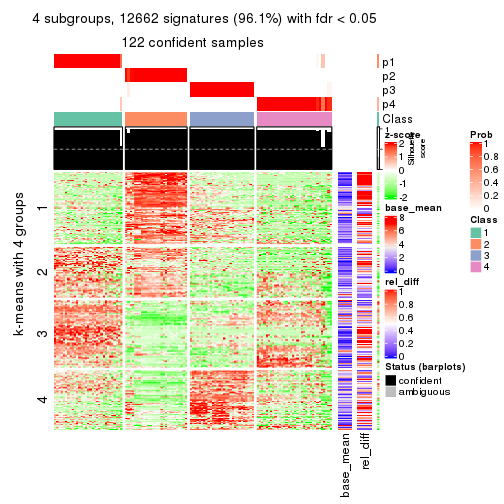 4 subgroups, 12662 signatures (96.1%) with fdr < 0.05
122 confident samples
p1
p2
p3
p4
Class
1
Silhouette
score
k-means with 4 groups
1
2
3
4
base_mean
rel_diff
z-score
2
1
0
-1
-2
base_mean
8
6
4
2
0
rel_diff
1
0.8
0.6
0.4
0.2
0
Status (barplots)
confident
ambiguous
Prob
1
0.8
0.6
0.4
0.2
0
Class
1
2
3
4